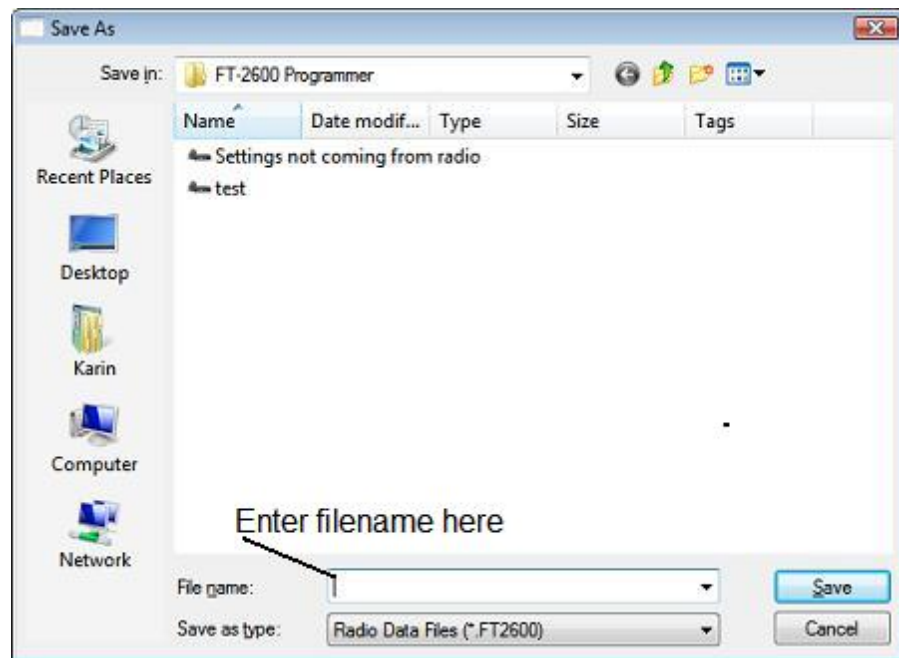 Save As
Save in: FT-2600 Programmer
Name Date modif... Type Size Tags
Settings not coming from radio
test
Recent Places
Desktop
Karin
Computer
Network
Enter filename here
File name: Save
Save as type: Radio Data Files (*.FT2600) Cancel